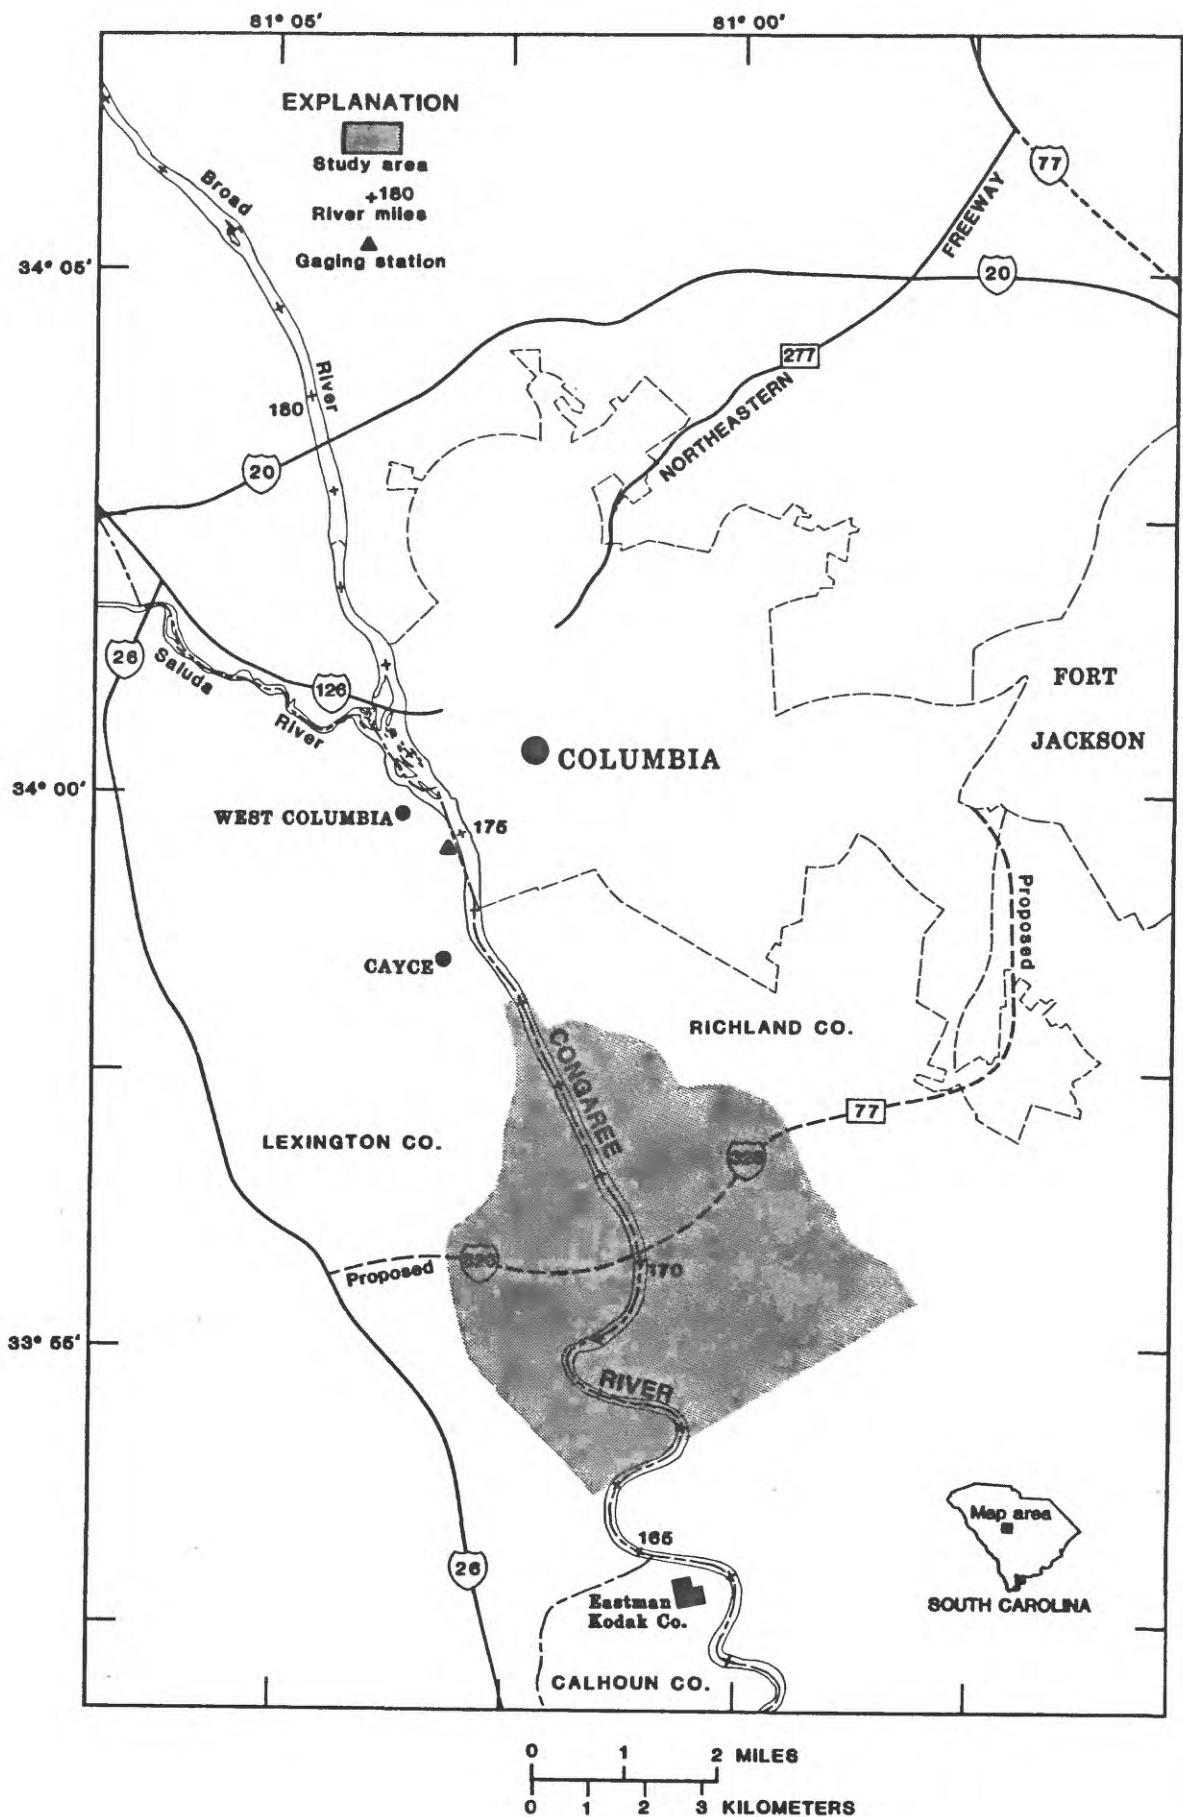 81° 05'
81° 00'
EXPLANATION
Study area
+180
River miles
Gaging station
Broad
River
77
FREEWAY
34° 05'
20
277
NORTHEASTERN
180
20
26
Saluda
River
126
FORT
JACKSON
COLUMBIA
34° 00'
WEST COLUMBIA
175
Proposed
CAYCE
RICHLAND CO.
CONGAREE
77
LEXINGTON CO.
326
Proposed
170
33° 55'
RIVER
165
26
Eastman
Kodak Co.
Map area
SOUTH CAROLINA
CALHOUN CO.
0 1 2 MILES
0 1 2 3 KILOMETERS